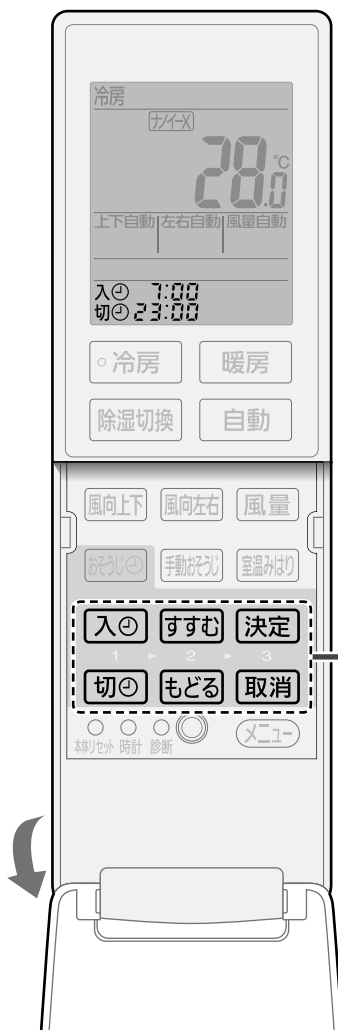 冷房
ナノイーX
28.0℃
上下自動 左右自動 風量自動
入 7:00
切 23:00
冷房 暖房
除湿切換 自動
風向上下 風向左右 風量
おそうじ 手動おそうじ 室温みはり
入 すすむ 決定
1 ► 2 ► 3
切 もどる 取消
本体リセット 時計 診断 メニュー